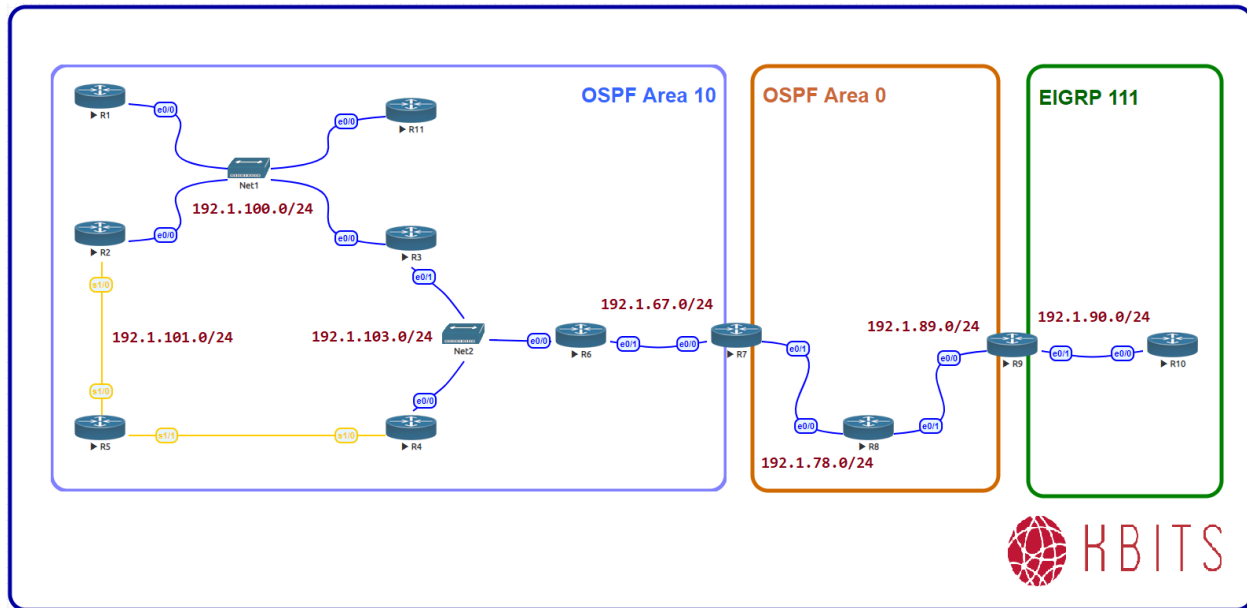 OSPF Area 10
OSPF Area 0
EIGRP 111
R1
e0/0
e0/0
R11
Net1
192.1.100.0/24
R2
e0/0
e0/0
R3
s1/0
e0/1
192.1.101.0/24
192.1.103.0/24
Net2
e0/0
R6
192.1.67.0/24
e0/1
e0/0
R7
e0/1
192.1.89.0/24
e0/0
R9
192.1.90.0/24
e0/1
e0/0
R10
s1/0
R5
s1/1
s1/0
e0/0
R4
e0/0
R8
e0/1
192.1.78.0/24
KBITS